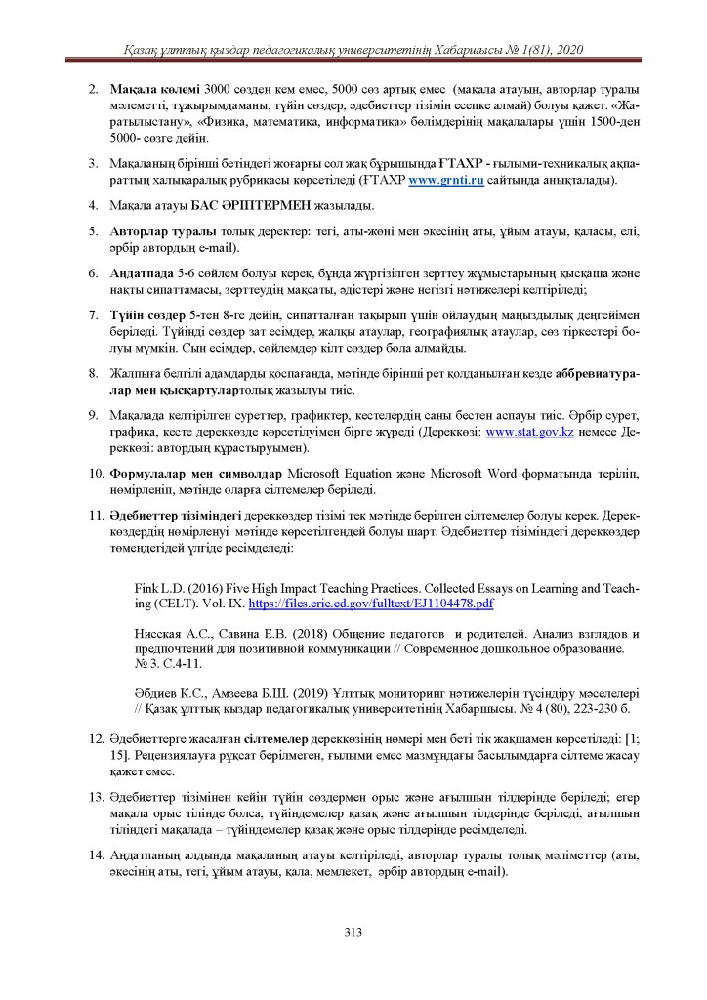 Қазақ ұлттық қыздар педагогикалық университетінің Хабаршысы № 1(81), 2020
2. Мақала көлемі 3000 сөзден кем емес, 5000 сөз артық емес (мақала атауын, авторлар туралы
мәлеметті, тұжырымдаманы, түйін сөздер, әдебиеттер тізімін есепке алмай) болуы қажет. «Жа-
ратылыстану», «Физика, математика, информатика» бөлімдерінің мақалалары үшін 1500-ден
5000- сөзге дейін.
3. Мақаланың бірінші бетіндегі жоғарғы сол жақ бұрышында ҒТАХР - ғылыми-техникалық ақпа-
раттың халықаралық рубрикасы көрсетіледі (ҒТАХР www.grnti.ru сайтында анықталады).
4. Мақала атауы БАС ӘРІПТЕРМЕН жазылады.
5. Авторлар туралы толық деректер: тегі, аты-жөні мен әкесінің аты, ұйым атауы, қаласы, елі,
әрбір автордың e-mail).
6. Аңдатпада 5-6 сөйлем болуы керек, бұнда жүргізілген зерттеу жұмыстарының қысқаша және
нақты сипаттамасы, зерттеудің мақсаты, әдістері және негізгі нәтижелері келтіріледі;
7. Түйін сөздер 5-тен 8-ге дейін, сипатталған тақырып үшін ойлаудың маңыздылық деңгейімен
беріледі. Түйінді сөздер зат есімдер, жалқы атаулар, географиялық атаулар, сөз тіркестері бо-
луы мүмкін. Сын есімдер, сөйлемдер кілт сөздер бола алмайды.
8. Жалпыға белгілі адамдарды қоспағанда, мәтінде бірінші рет қолданылған кезде аббревиатура-
лар мен қысқартулартолық жазылуы тиіс.
9. Мақалада келтірілген суреттер, графиктер, кестелердің саны бестен аспауы тиіс. Әрбір сурет,
графика, кесте дереккөзде көрсетілуімен бірге жүреді (Дереккөзі: www.stat.gov.kz немесе Де-
реккөзі: автордың құрастыруымен).
10. Формулалар мен символдар Microsoft Equation және Microsoft Word форматында теріліп,
нөмірленіп, мәтінде оларға сілтемелер беріледі.
11. Әдебиеттер тізіміндегі дереккөздер тізімі тек мәтінде берілген сілтемелер болуы керек. Дерек-
көздердің нөмірленуі мәтінде көрсетілгендей болуы шарт. Әдебиеттер тізіміндегі дереккөздер
төмендегідей үлгіде ресімделеді:
Fink L.D. (2016) Five High Impact Teaching Practices. Collected Essays on Learning and Teach-
ing (CELT). Vol. IX. https://files.eric.ed.gov/fulltext/EJ1104478.pdf
Нисская А.С., Савина Е.В. (2018) Общение педагогов и родителей. Анализ взглядов и
предпочтений для позитивной коммуникации // Современное дошкольное образование.
№ 3. С.4-11.
Әбдиев К.С., Амзеева Б.Ш. (2019) Ұлттық мониторинг нәтижелерін түсіндіру мәселелері
// Қазақ ұлттық қыздар педагогикалық университетінің Хабаршысы. № 4 (80), 223-230 б.
12. Әдебиеттерге жасалған сілтемелер дереккөзінің нөмері мен беті тік жақшамен көрсетіледі: [1;
15]. Рецензиялауға рұқсат берілмеген, ғылыми емес мазмұндағы басылымдарға сілтеме жасау
қажет емес.
13. Әдебиеттер тізімінен кейін түйін сөздермен орыс және ағылшын тілдерінде беріледі; егер
мақала орыс тілінде болса, түйіндемелер қазақ және ағылшын тілдерінде беріледі, ағылшын
тіліндегі мақалада – түйіндемелер қазақ және орыс тілдерінде ресімделеді.
14. Аңдатпаның алдында мақаланың атауы келтіріледі, авторлар туралы толық мәліметтер (аты,
әкесінің аты, тегі, ұйым атауы, қала, мемлекет, әрбір автордың e-mail).
313